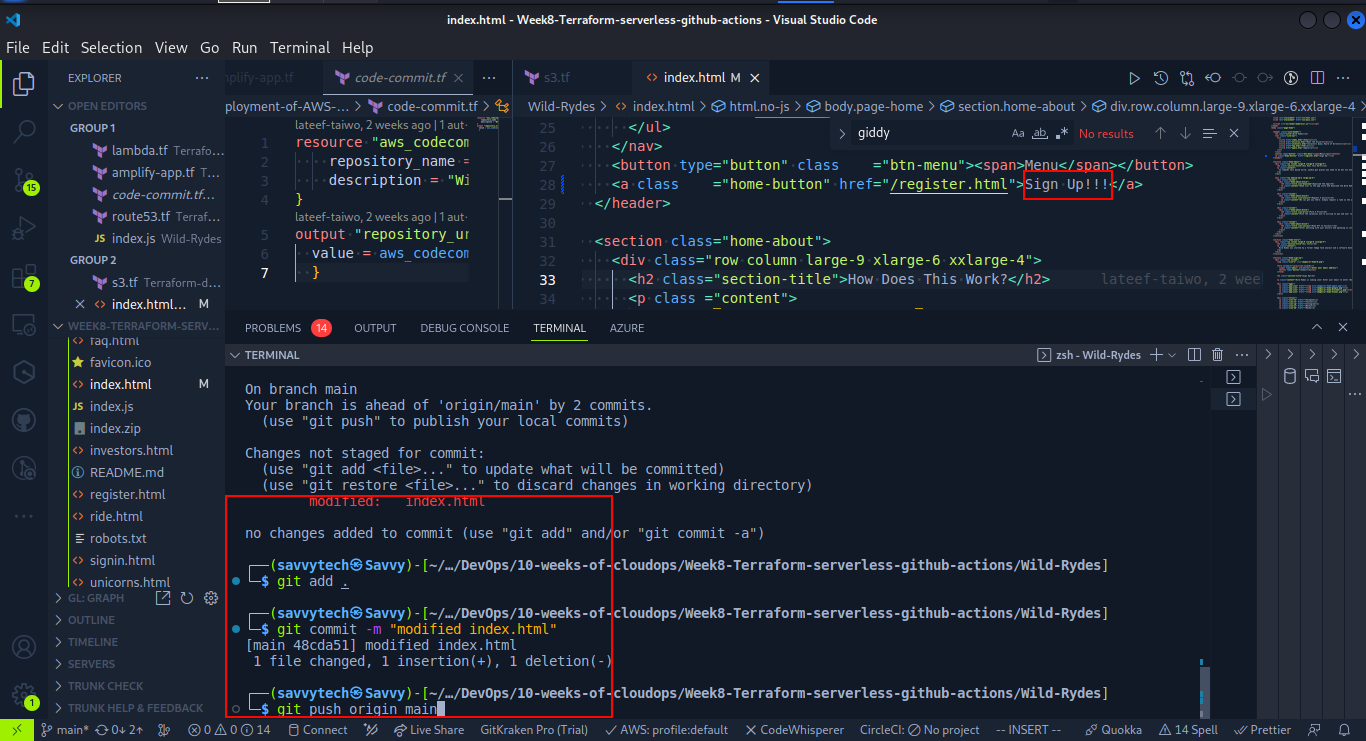 index.html - Week8-Terraform-serverless-github-actions - Visual Studio Code
File Edit Selection View Go Run Terminal Help
EXPLORER
OPEN EDITORS
GROUP 1
lambda.tf Terrafo...
amplify-app.tf T...
code-commit.tf...
route53.tf Terraf...
JS index.js Wild-Rydes
GROUP 2
s3.tf Terraform-d...
index.html... M
WEEK8-TERRAFORM-SERV...
faq.html
favicon.ico
index.html M
JS index.js
index.zip
investors.html
README.md
register.html
ride.html
robots.txt
signin.html
unicorns.html
GL: GRAPH
OUTLINE
TIMELINE
SERVERS
TRUNK CHECK
TRUNK HELP & FEEDBACK
15
7
1
mplify-app.tf code-commit.tf
ployment-of-AWS-... > code-commit.tf >
lateef-taiwo, 2 weeks ago | 1 aut
1 resource "aws_codecom
2 repository_name =
3 description = "Wi
4 }
lateef-taiwo, 2 weeks ago | 1 aut
5 output "repository_ur
6 value = aws_codecom
7 }
s3.tf index.html M
Wild-Rydes > index.html > html.no-js > body.page-home > section.home-about > div.row.column.large-9.xlarge-6.xxlarge-4 >
giddy Aa ab .* No results
25 </ul>
26 </nav>
27 <button type="button" class ="btn-menu"><span>Menu</span></button>
28 <a class ="home-button" href="/register.html">Sign Up!!!</a>
29 </header>
30
31 <section class="home-about">
32 <div class="row column large-9 xlarge-6 xxlarge-4">
33 <h2 class="section-title">How Does This Work?</h2> lateef-taiwo, 2 wee
34 <p class ="content">
PROBLEMS 14 OUTPUT DEBUG CONSOLE TERMINAL AZURE
TERMINAL
zsh - Wild-Rydes
On branch main
Your branch is ahead of 'origin/main' by 2 commits.
(use "git push" to publish your local commits)
Changes not staged for commit:
(use "git add <file>..." to update what will be committed)
(use "git restore <file>..." to discard changes in working directory)
modified: index.html
no changes added to commit (use "git add" and/or "git commit -a")
┌──(savvytech㉿Savvy)-[~/…/DevOps/10-weeks-of-cloudops/Week8-Terraform-serverless-github-actions/Wild-Rydes]
└─$ git add .
┌──(savvytech㉿Savvy)-[~/…/DevOps/10-weeks-of-cloudops/Week8-Terraform-serverless-github-actions/Wild-Rydes]
└─$ git commit -m "modified index.html"
[main 48cda51] modified index.html
1 file changed, 1 insertion(+), 1 deletion(-)
┌──(savvytech㉿Savvy)-[~/…/DevOps/10-weeks-of-cloudops/Week8-Terraform-serverless-github-actions/Wild-Rydes]
└─$ git push origin main
main* 0↓ 2↑ 0 0 14 Connect Live Share GitKraken Pro (Trial) AWS: profile:default CodeWhisperer CircleCI: No project -- INSERT -- Quokka 14 Spell Prettier